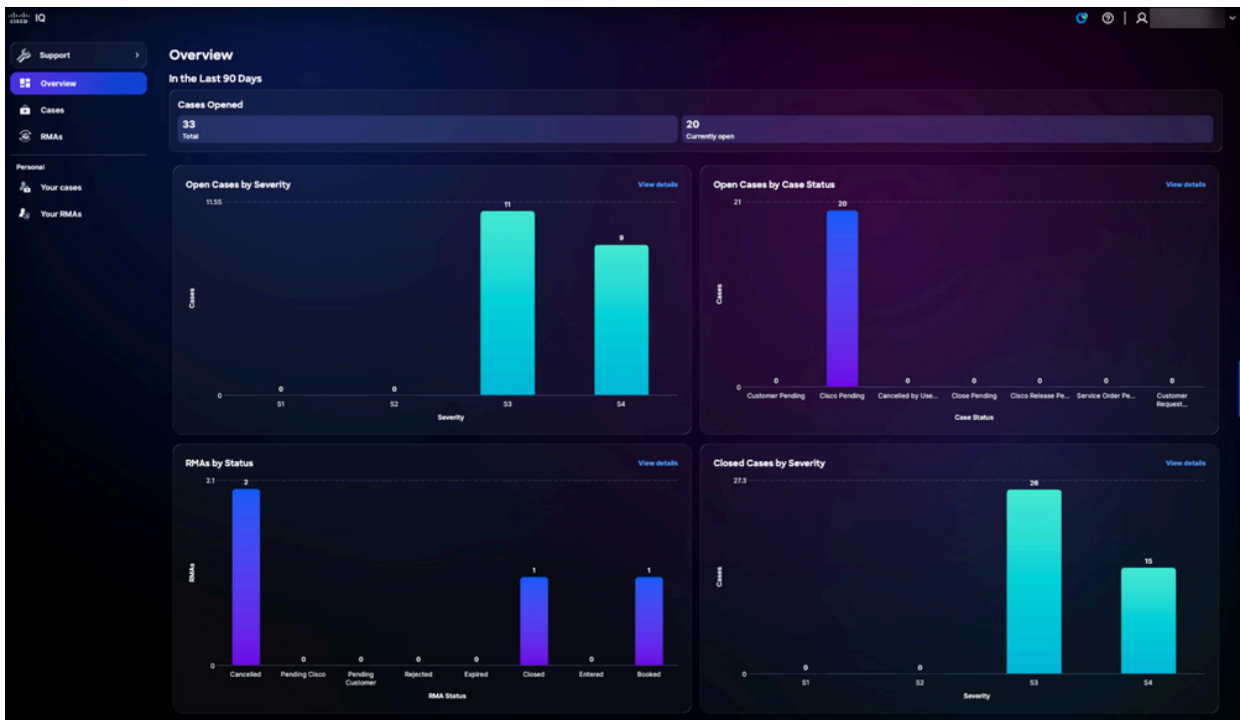 cisco IQ
Support
Overview
Cases
RMAs
Personal
Your cases
Your RMAs
Overview
In the Last 90 Days
Cases Opened
33
Total
20
Currently open
Open Cases by Severity
View details
11.55
11
9
Cases
0
0
0
S1
S2
S3
S4
Severity
Open Cases by Case Status
View details
21
20
Cases
0
0
0
0
0
0
0
Customer Pending
Cisco Pending
Cancelled by Use...
Close Pending
Cisco Release Pe...
Service Order Pe...
Customer
Request...
Case Status
RMAs by Status
View details
2.1
2
RMAs
1
1
0
0
0
0
0
0
Cancelled
Pending Cisco
Pending
Customer
Rejected
Expired
Closed
Entered
Booked
RMA Status
Closed Cases by Severity
View details
27.3
26
15
Cases
0
0
0
S1
S2
S3
S4
Severity